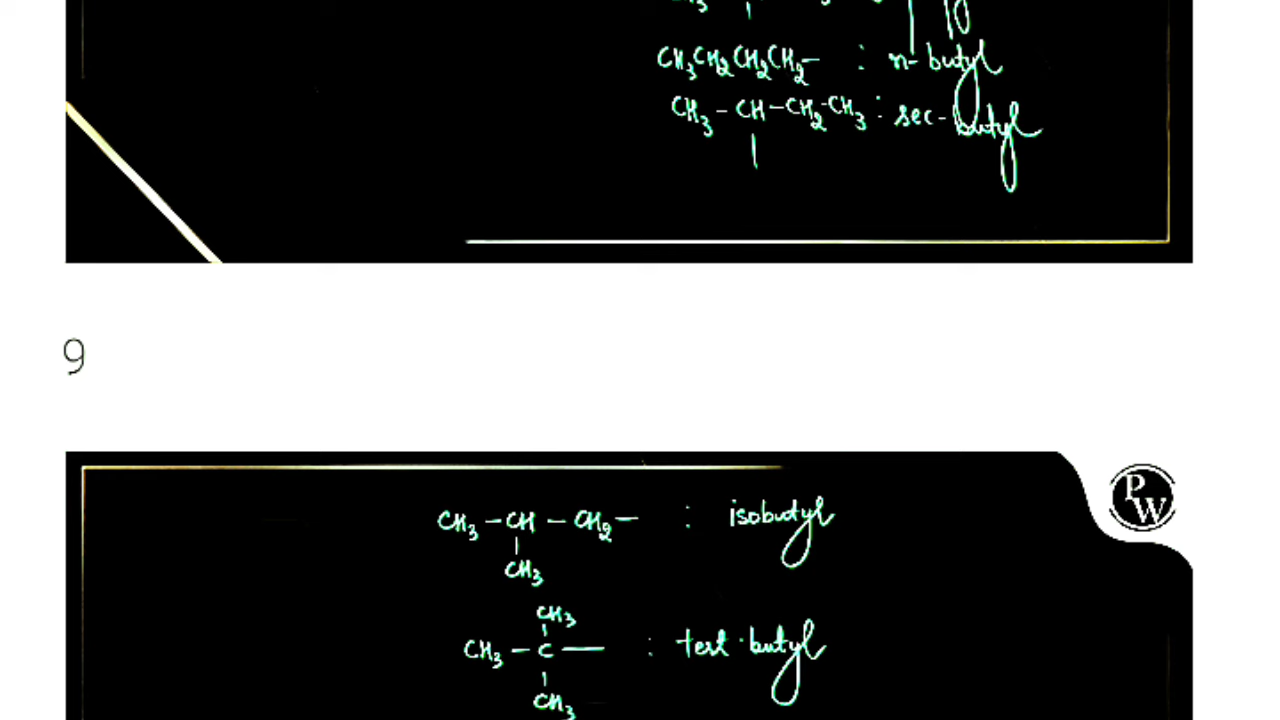 CH3CH2CH2CH2- : n-butyl
CH3-CH-CH2-CH3 : sec-butyl
|
9
PW
CH3-CH-CH2- : isobutyl
|
CH3
CH3
|
CH3-C— : tert-butyl
|
CH3